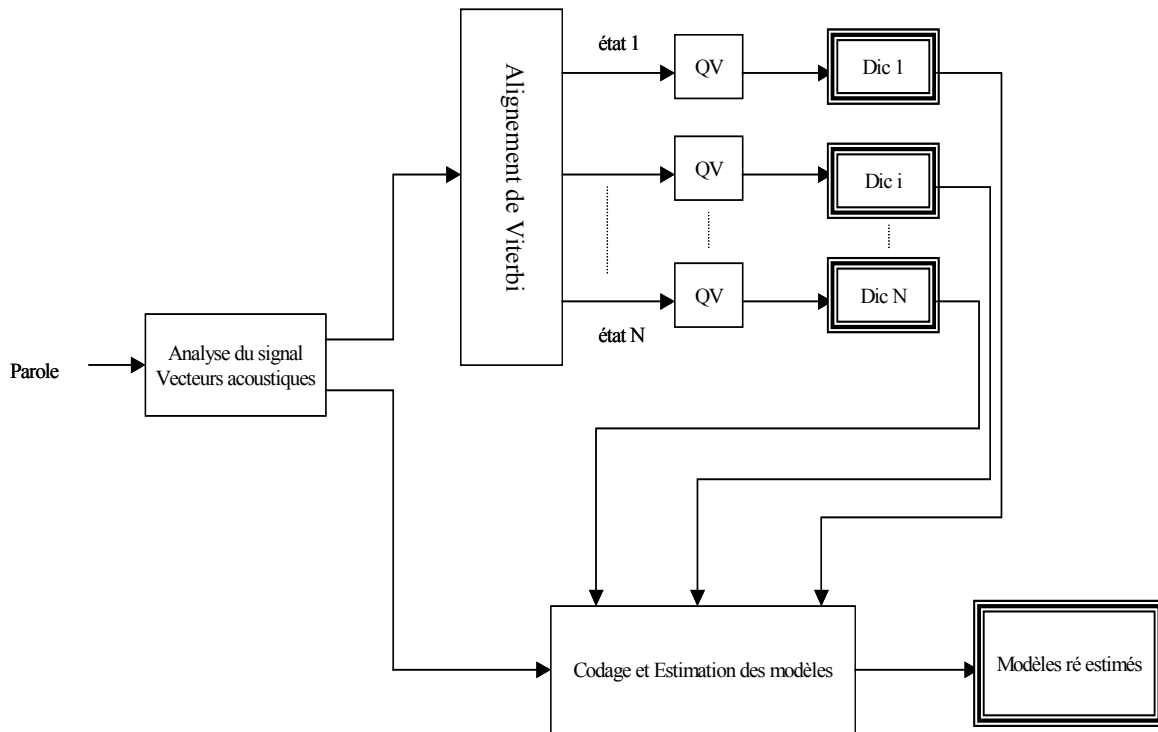 état 1
QV
Dic 1
Alignement de Viterbi
QV
Dic i
QV
Dic N
état N
Parole
Analyse du signal
Vecteurs acoustiques
Codage et Estimation des modèles
Modèles ré estimés